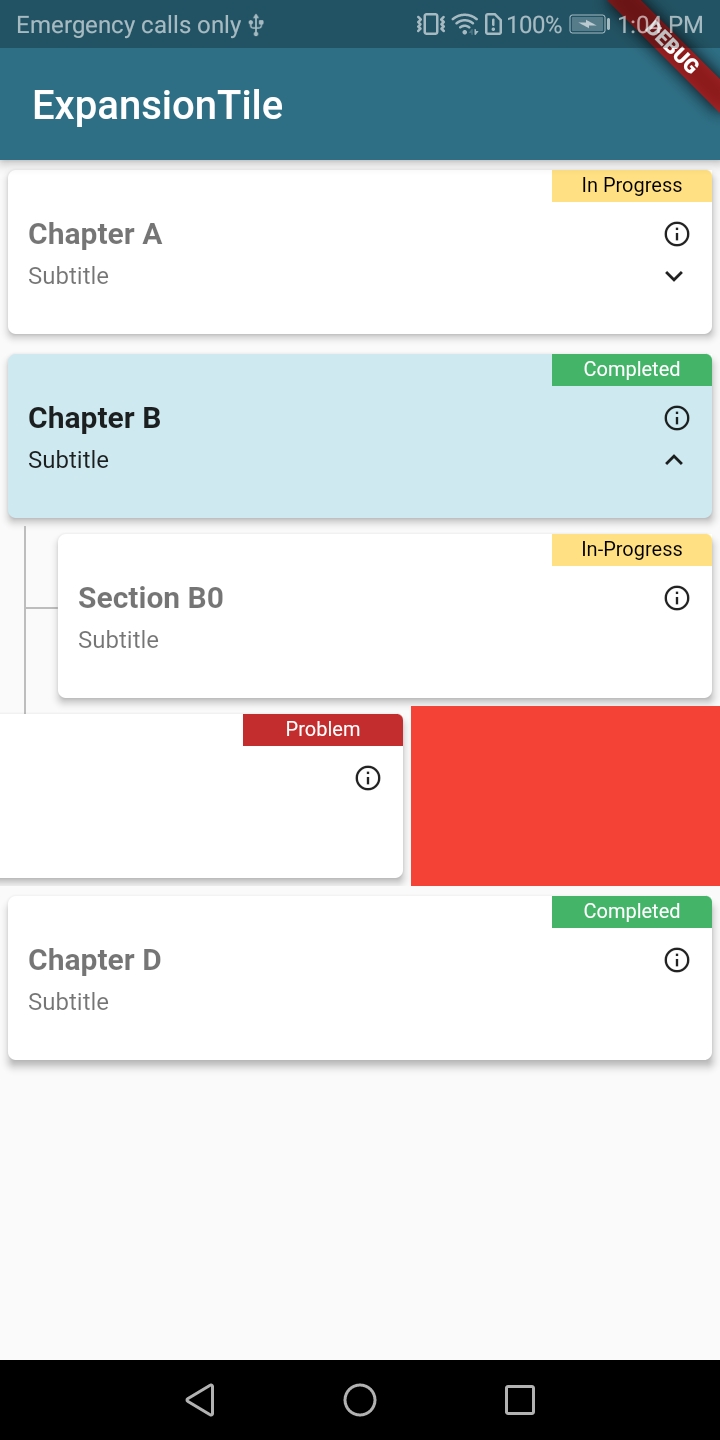 Emergency calls only 100% 1:04 PM
DEBUG
ExpansionTile
In Progress
Chapter A
Subtitle
Completed
Chapter B
Subtitle
In-Progress
Section B0
Subtitle
Problem
Completed
Chapter D
Subtitle